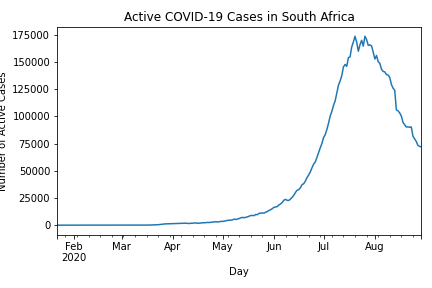 Active COVID-19 Cases in South Africa
Number of Active Cases
175000
150000
125000
100000
75000
50000
25000
0
Feb Mar Apr May Jun Jul Aug
2020
Day